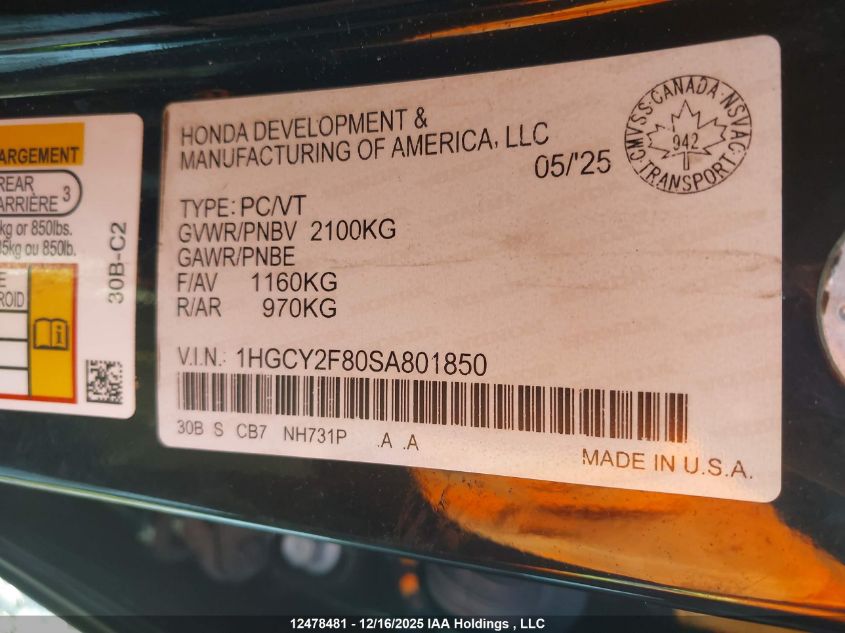 ARGEMENT
REAR
ARRIÈRE 3
kg or 850lbs.
85kg ou 850lb.
E
ROID
30B-C2
HONDA DEVELOPMENT &
MANUFACTURING OF AMERICA, LLC
05/'25
CMVSS·CANADA·NSVAC
942
TRANSPORT
TYPE: PC/VT
GVWR/PNBV 2100KG
GAWR/PNBE
F/AV 1160KG
R/AR 970KG
V.I.N.: 1HGCY2F80SA801850
30B S CB7 NH731P .A .A
MADE IN U.S.A.
12478481 - 12/16/2025 IAA Holdings , LLC